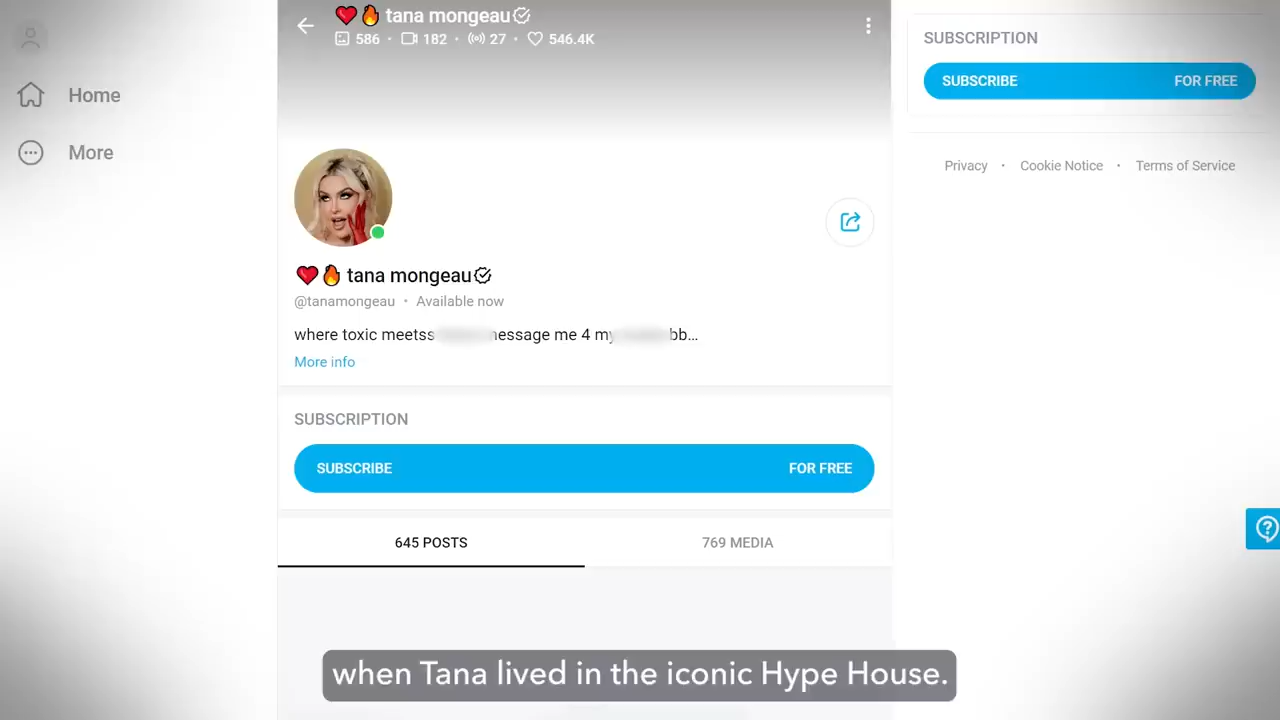 ❤️🔥 tana mongeau
586 · 182 · 27 · 546.4K
Home
More
❤️🔥 tana mongeau
@tanamongeau · Available now
where toxic meetss message me 4 my bb...
More info
SUBSCRIPTION
SUBSCRIBE FOR FREE
645 POSTS 769 MEDIA
SUBSCRIPTION
SUBSCRIBE FOR FREE
Privacy · Cookie Notice · Terms of Service
when Tana lived in the iconic Hype House.